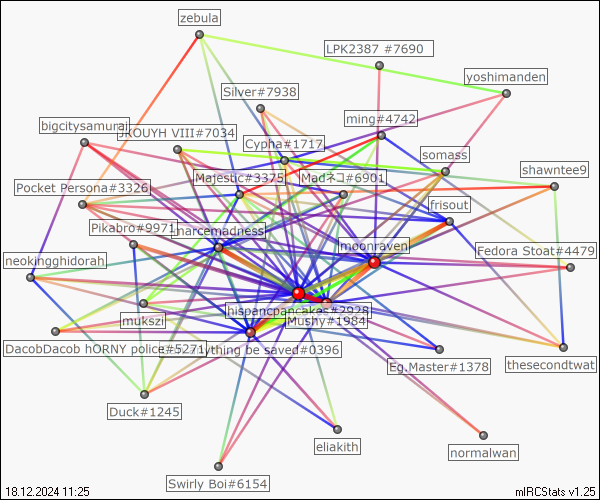 zebula
LPK2387 #7690
yoshimanden
Silver#7938
ming#4742
bigcitysamurai
JROUYH VIII#7034
Cypha#1717
somass
shawntee9
Majestic#3375
Madネコ#6901
Pocket Persona#3326
frisout
Pikabro#9971
narcemadness
moonraven
Fedora Stoat#4479
neokingghidorah
hispancpancakes#2928
mukszi
Mushy#1984
DacobDacob hORNY police#5271
ything be saved#0396
Eg.Master#1378
thesecondtwat
Duck#1245
eliakith
normalwan
Swirly Boi#6154
18.12.2024 11:25
mIRCStats v1.25